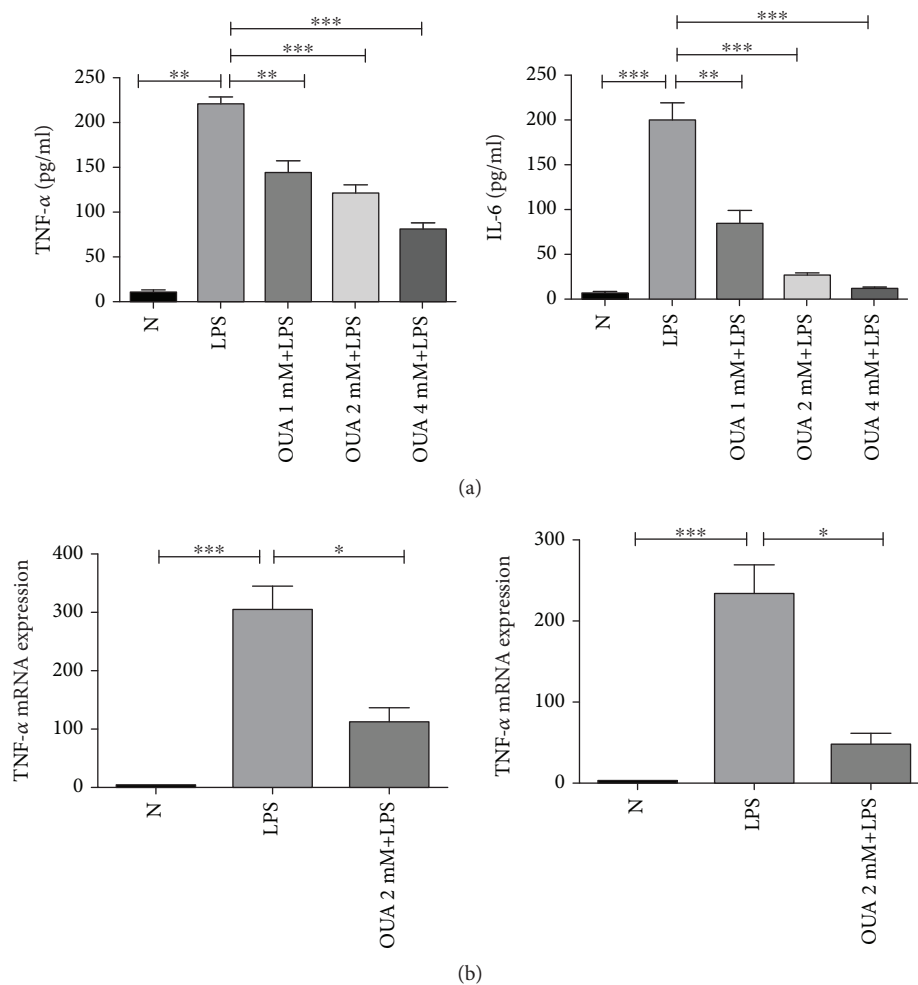 ***
***
** **
250
200
150
100
50
0
TNF-α (pg/ml)
N
LPS
OUA 1 mM+LPS
OUA 2 mM+LPS
OUA 4 mM+LPS
***
***
*** **
250
200
150
100
50
0
IL-6 (pg/ml)
N
LPS
OUA 1 mM+LPS
OUA 2 mM+LPS
OUA 4 mM+LPS
(a)
*** *
400
300
200
100
0
TNF-α mRNA expression
N
LPS
OUA 2 mM+LPS
*** *
300
200
100
0
TNF-α mRNA expression
N
LPS
OUA 2 mM+LPS
(b)